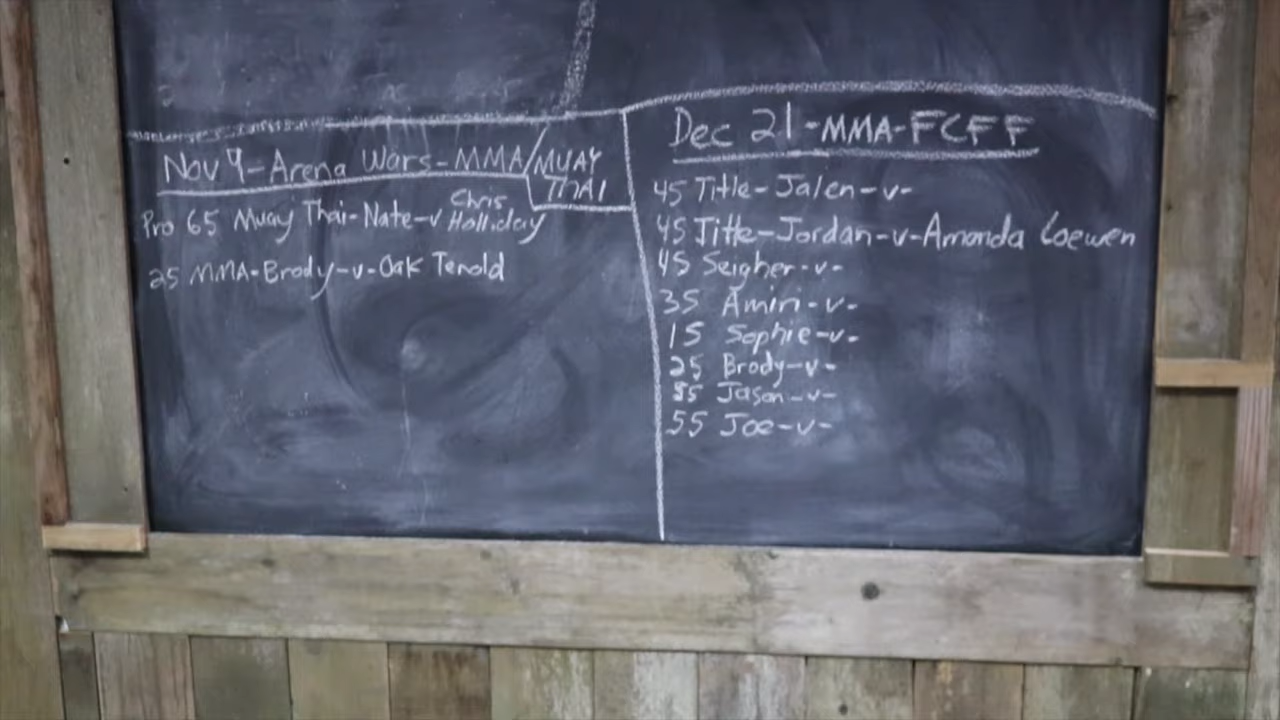 Nov 9-Arena Wars-MMA/MUAY THAI
Pro 65 Muay Thai-Nate-v Chris Holliday
25 MMA-Brody-v-Oak Tenold
Dec 21-MMA-FCFF
45 Title-Jalen-v-
45 Title-Jordan-v-Amanda Loewen
45 Seigher-v-
35 Amiri-v-
15 Sophie-v-
25 Brody-v-
55 Jason-v-
55 Joe-v-